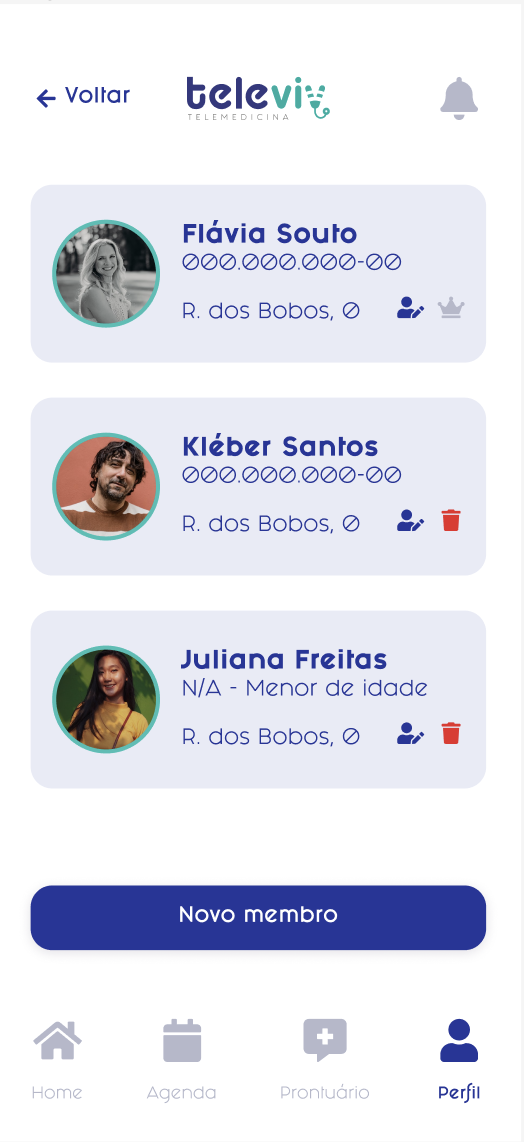 Voltar
televiv
TELEMEDICINA
Flávia Souto
000.000.000-00
R. dos Bobos, 0
Kléber Santos
000.000.000-00
R. dos Bobos, 0
Juliana Freitas
N/A - Menor de idade
R. dos Bobos, 0
Novo membro
Home
Agenda
Prontuário
Perfil